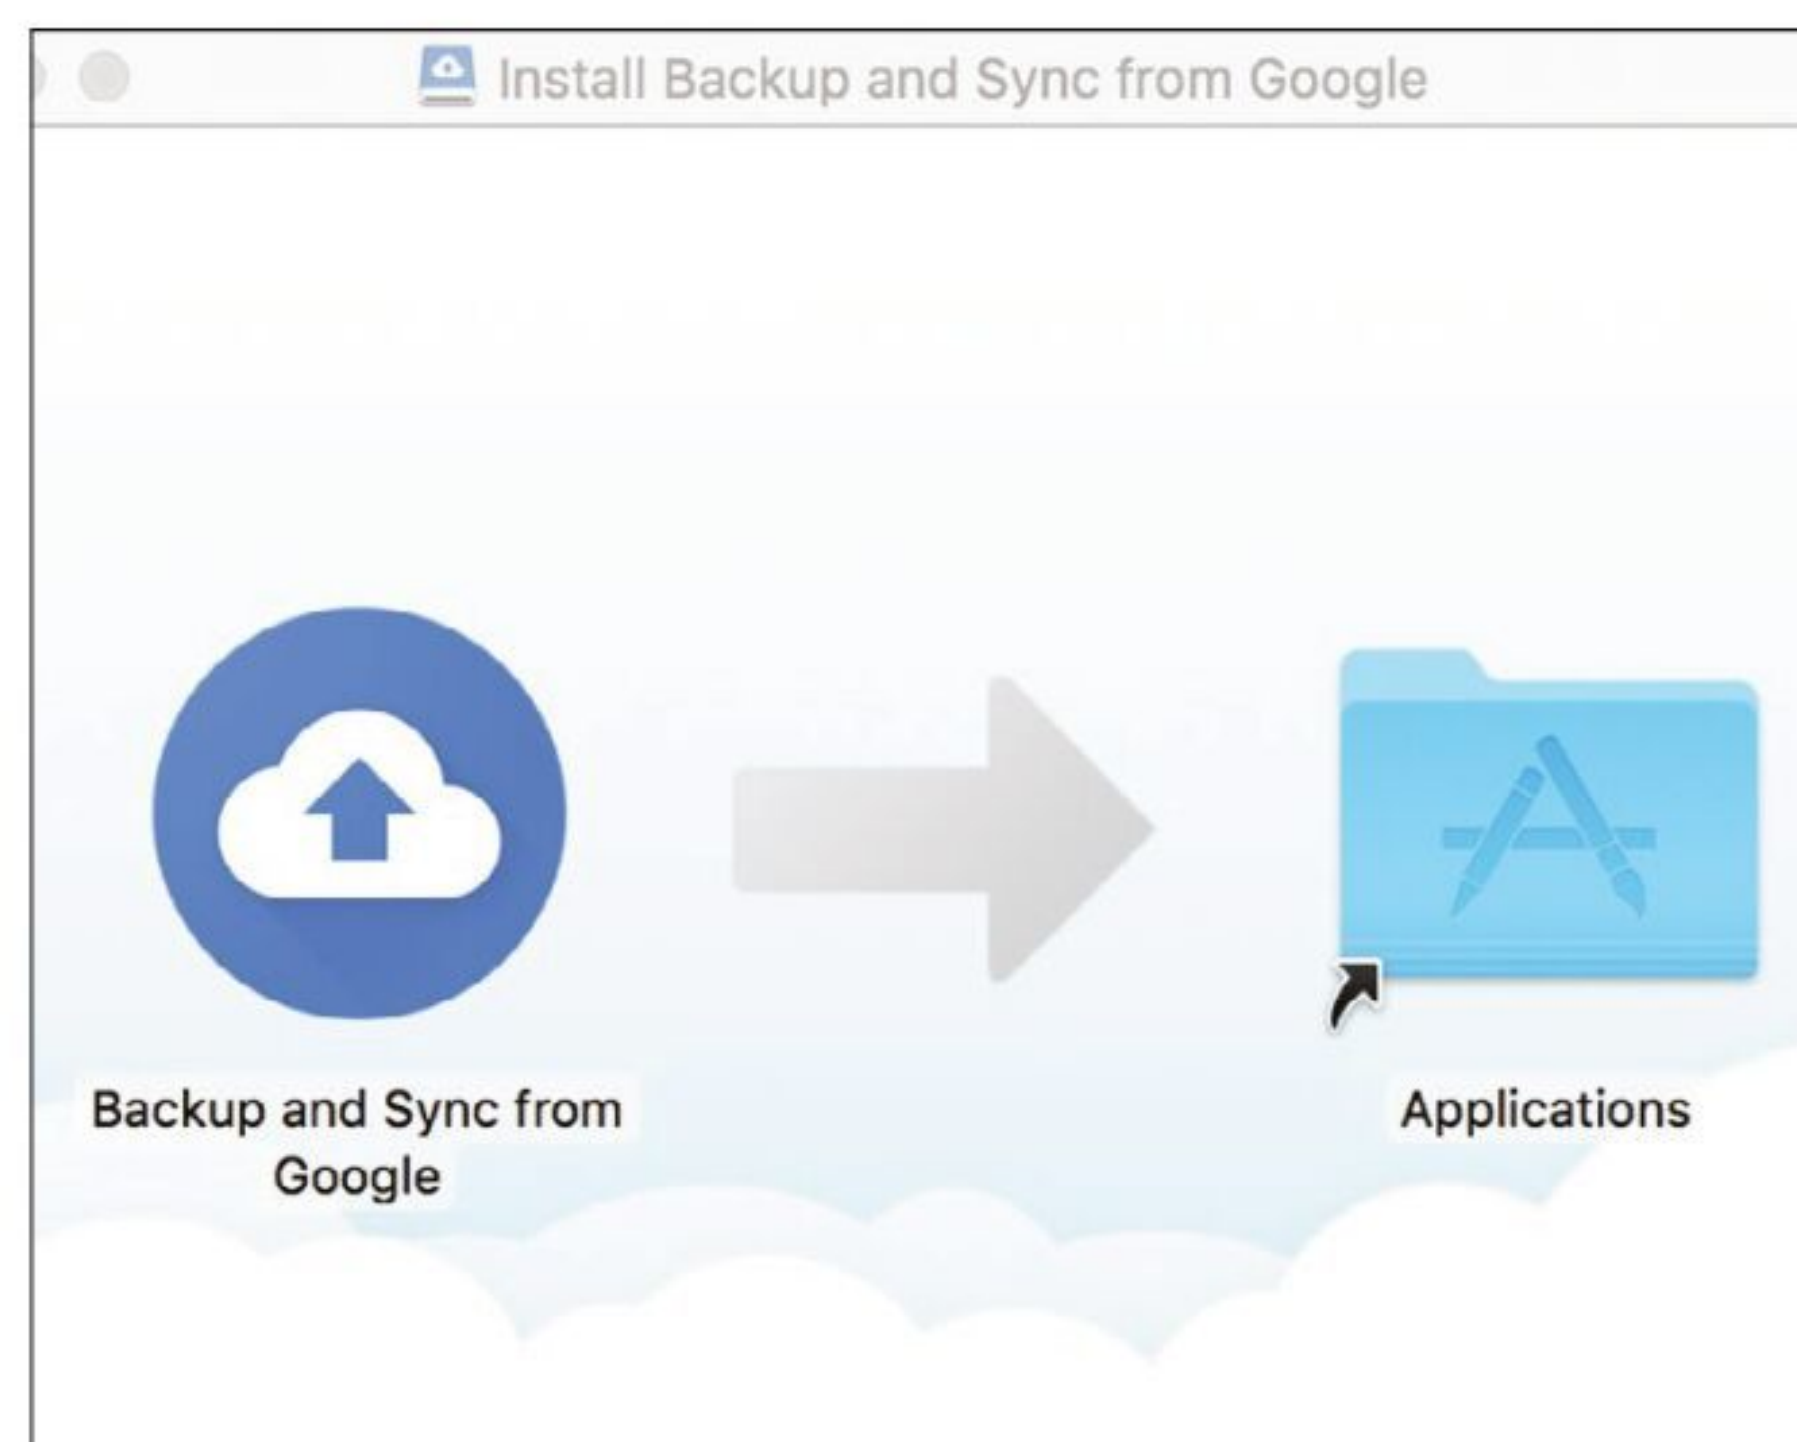 Install Backup and Sync from Google
Backup and Sync from
Google
Applications